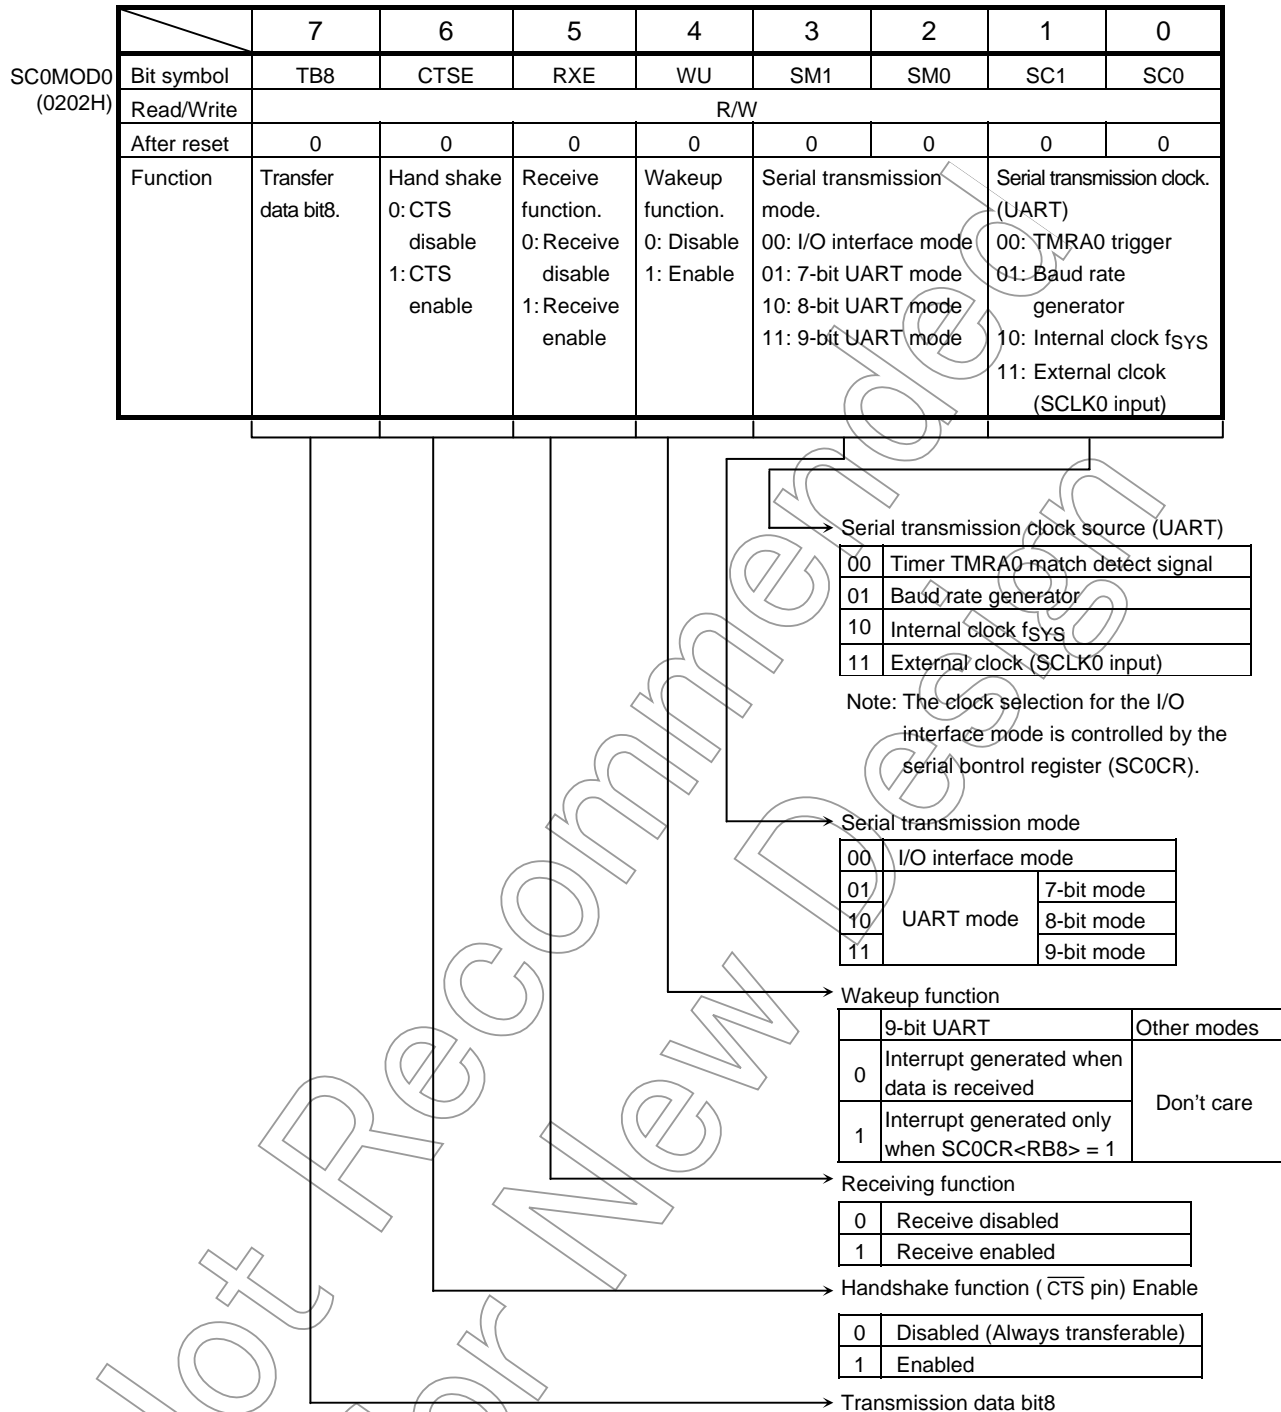 7 6 5 4 3 2 1 0
SC0MOD0 Bit symbol TB8 CTSE RXE WU SM1 SM0 SC1 SC0
(0202H) Read/Write R/W
After reset 0 0 0 0 0 0 0 0
Function Transfer Hand shake Receive Wakeup Serial transmission Serial transmission clock.
data bit8. 0: CTS function. function. mode. (UART)
disable 0: Receive 0: Disable 00: I/O interface mode 00: TMRA0 trigger
1: CTS disable 1: Enable 01: 7-bit UART mode 01: Baud rate
enable 1: Receive 10: 8-bit UART mode generator
enable 11: 9-bit UART mode 10: Internal clock fSYS
11: External clcok
(SCLK0 input)
Serial transmission clock source (UART)
00 Timer TMRA0 match detect signal
01 Baud rate generator
10 Internal clock fSYS
11 External clock (SCLK0 input)
Note: The clock selection for the I/O
interface mode is controlled by the
serial bontrol register (SC0CR).
Serial transmission mode
00 I/O interface mode
01 7-bit mode
10 UART mode 8-bit mode
11 9-bit mode
Wakeup function
9-bit UART Other modes
0 Interrupt generated when
data is received Don't care
1 Interrupt generated only
when SC0CR<RB8> = 1
Receiving function
0 Receive disabled
1 Receive enabled
Handshake function ( CTS pin) Enable
0 Disabled (Always transferable)
1 Enabled
Transmission data bit8
Not Recommended
for New Design